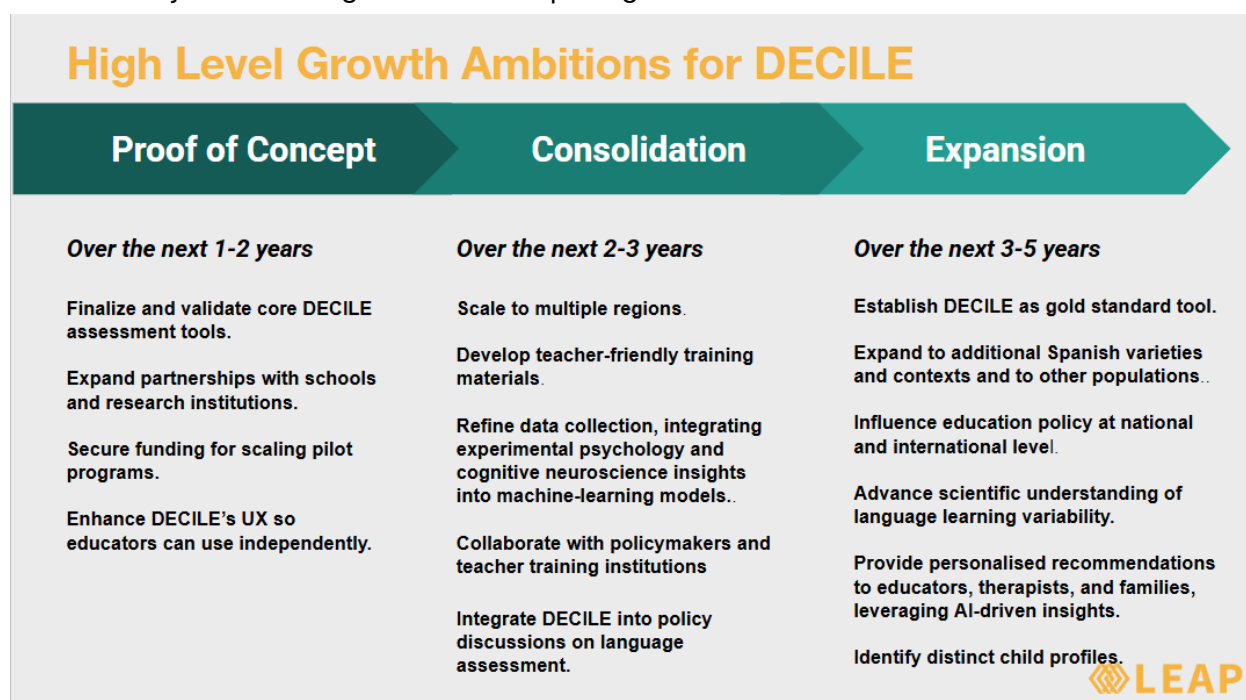 High Level Growth Ambitions for DECILE
Proof of Concept
Consolidation
Expansion
Over the next 1-2 years
Finalize and validate core DECILE
assessment tools.
Expand partnerships with schools
and research institutions.
Secure funding for scaling pilot
programs.
Enhance DECILE's UX so
educators can use independently.
Over the next 2-3 years
Scale to multiple regions.
Develop teacher-friendly training
materials.
Refine data collection, integrating
experimental psychology and
cognitive neuroscience insights
into machine-learning models..
Collaborate with policymakers and
teacher training institutions
Integrate DECILE into policy
discussions on language
assessment.
Over the next 3-5 years
Establish DECILE as gold standard tool.
Expand to additional Spanish varieties
and contexts and to other populations..
Influence education policy at national
and international level.
Advance scientific understanding of
language learning variability.
Provide personalised recommendations
to educators, therapists, and families,
leveraging AI-driven insights.
Identify distinct child profiles.
LEAP